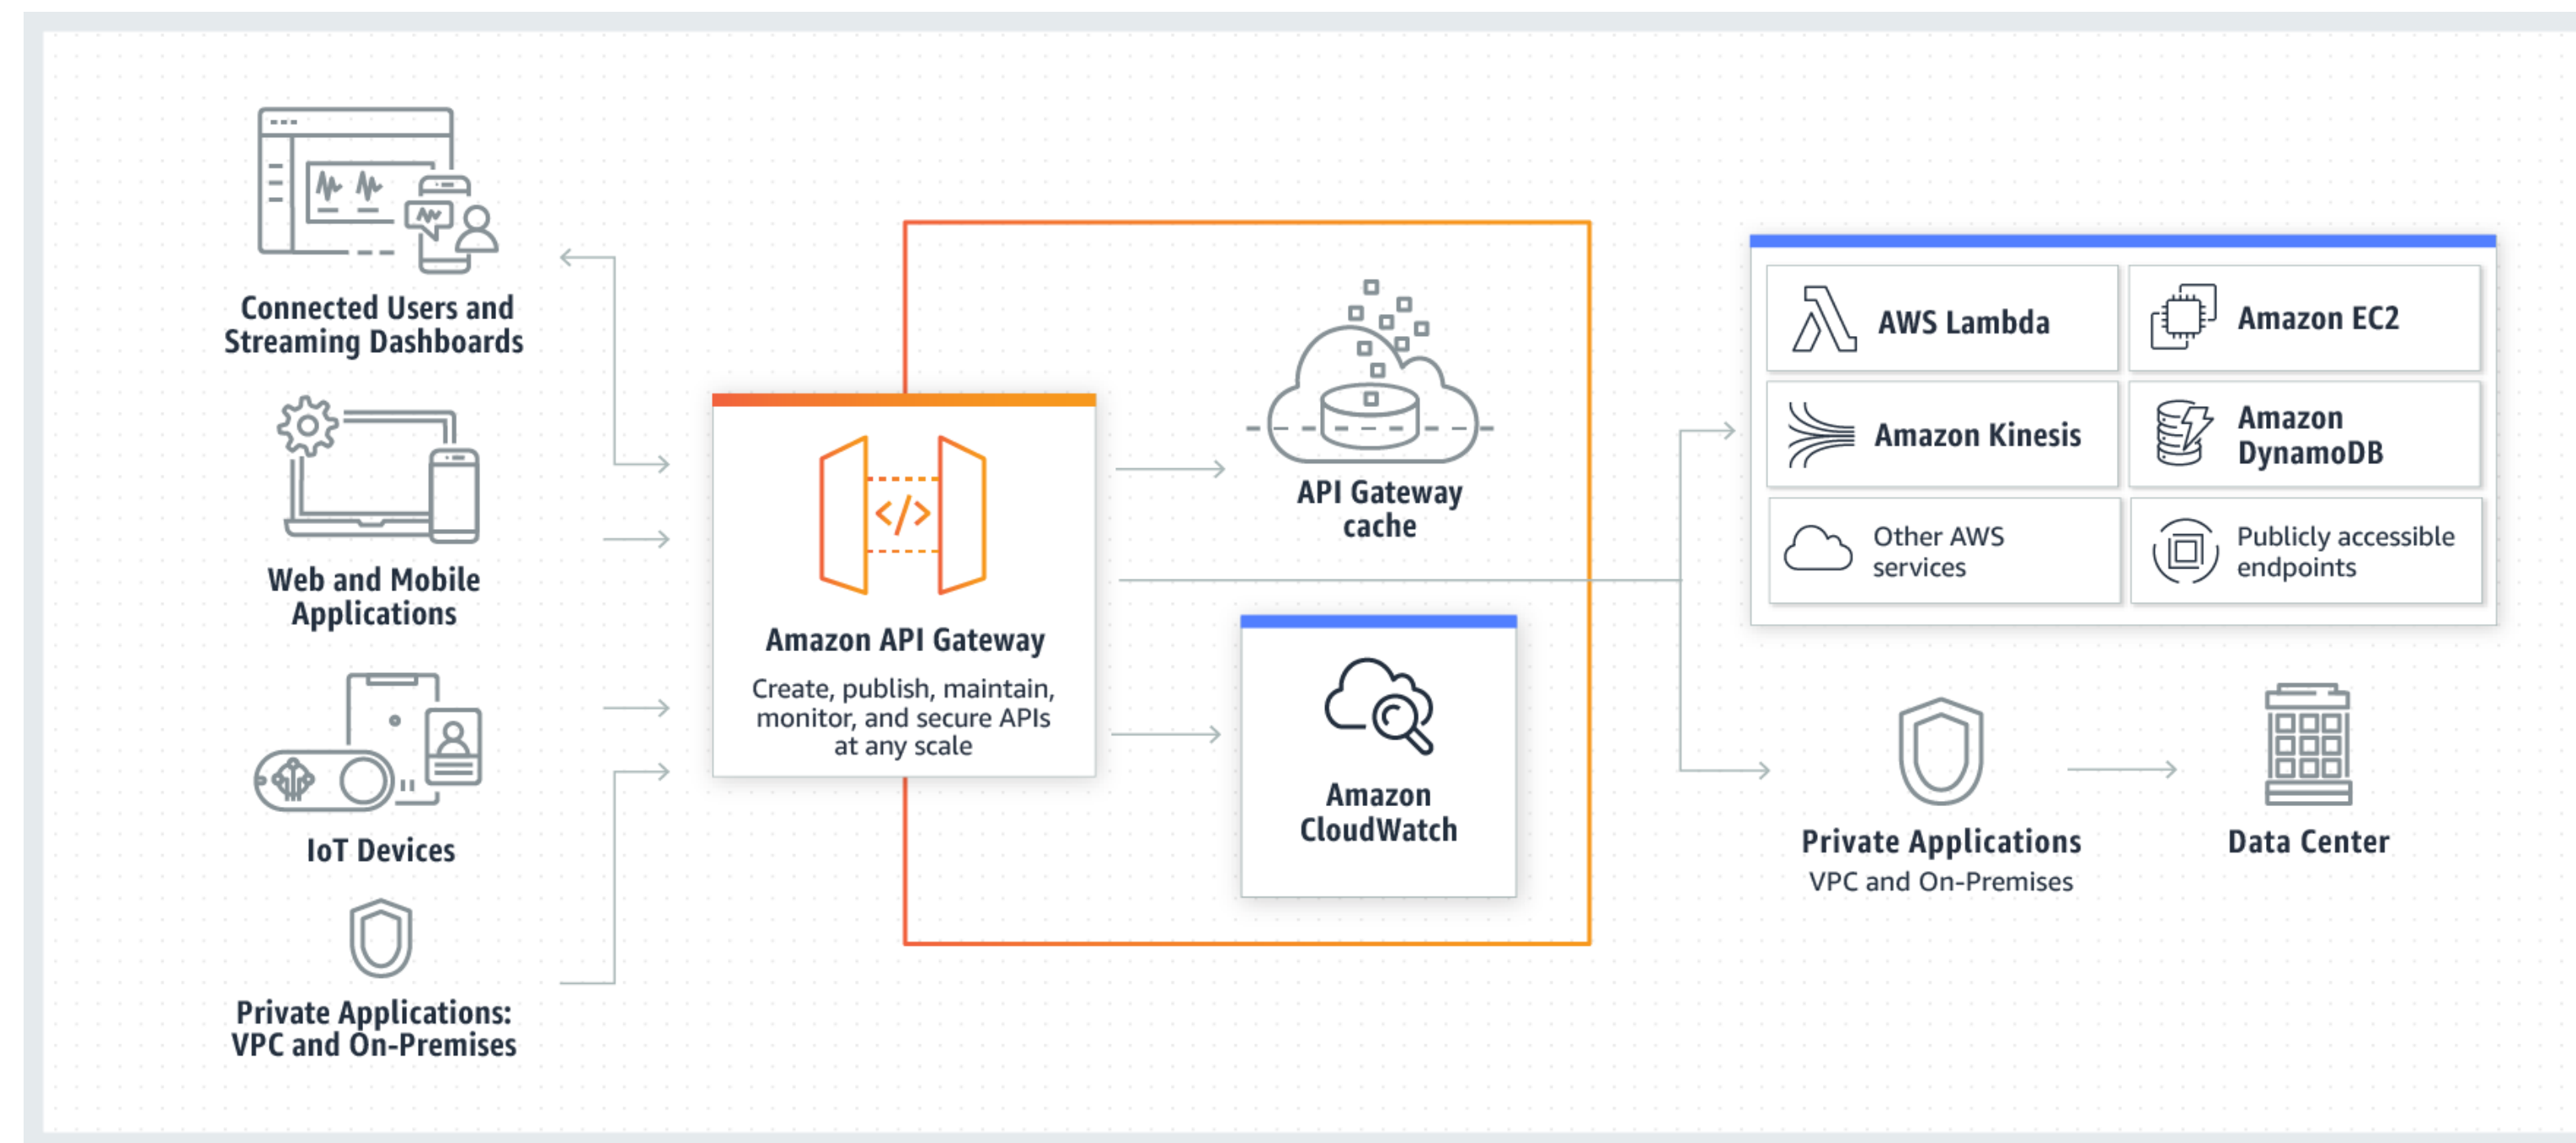 Connected Users and
Streaming Dashboards
Web and Mobile
Applications
IoT Devices
Private Applications:
VPC and On-Premises
</>
Amazon API Gateway
Create, publish, maintain,
monitor, and secure APIs
at any scale
API Gateway
cache
Amazon
CloudWatch
AWS Lambda
Amazon EC2
Amazon Kinesis
Amazon
DynamoDB
Other AWS
services
Publicly accessible
endpoints
Private Applications
VPC and On-Premises
Data Center